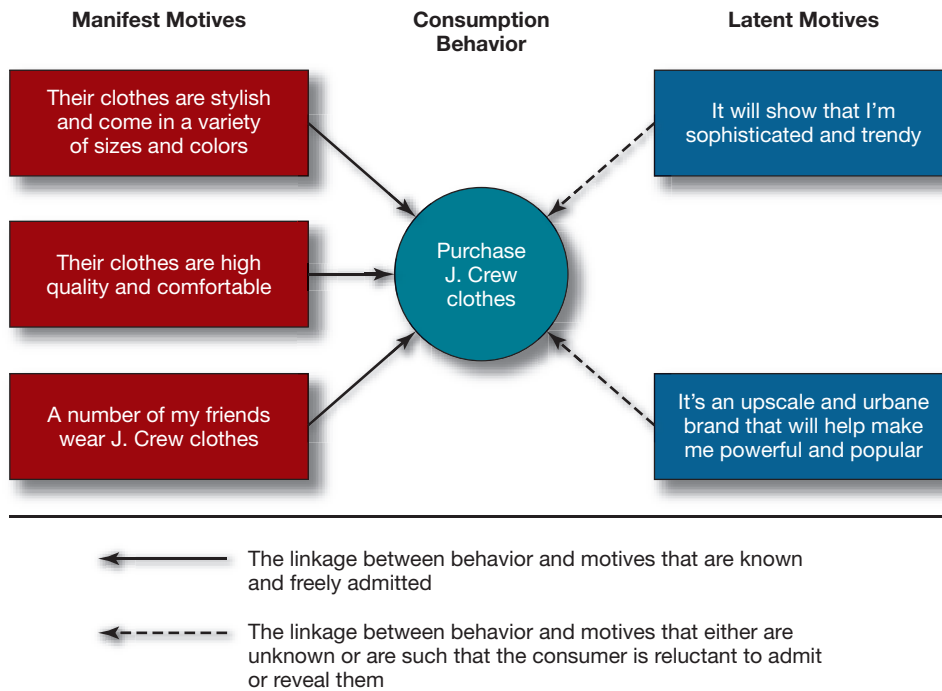 Manifest Motives
Consumption
Behavior
Latent Motives
Their clothes are stylish
and come in a variety
of sizes and colors
It will show that I'm
sophisticated and trendy
Their clothes are high
quality and comfortable
Purchase
J. Crew
clothes
A number of my friends
wear J. Crew clothes
It's an upscale and urbane
brand that will help make
me powerful and popular
The linkage between behavior and motives that are known
and freely admitted
The linkage between behavior and motives that either are
unknown or are such that the consumer is reluctant to admit
or reveal them